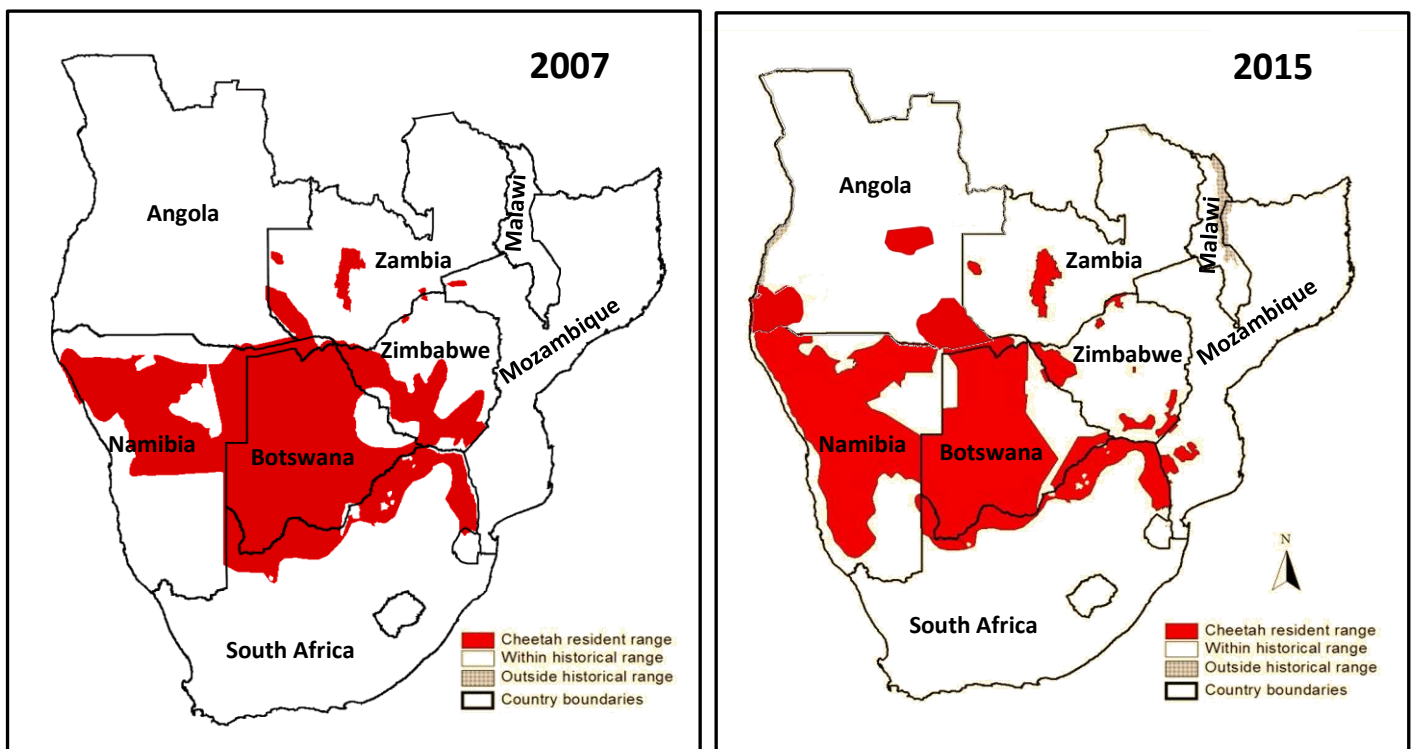 2007
Angola
Zambia
Malawi
Mozambique
Zimbabwe
Namibia
Botswana
South Africa
Cheetah resident range
Within historical range
Outside historical range
Country boundaries
2015
Angola
Zambia
Malawi
Mozambique
Zimbabwe
Namibia
Botswana
N
South Africa
Cheetah resident range
Within historical range
Outside historical range
Country boundaries